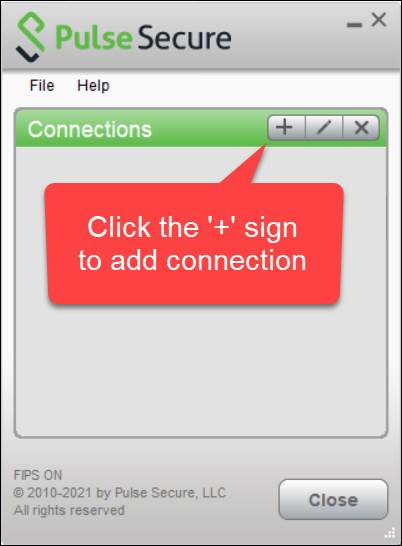 Pulse Secure
File Help
Connections
Click the '+' sign
to add connection
FIPS ON
© 2010-2021 by Pulse Secure, LLC
All rights reserved
Close